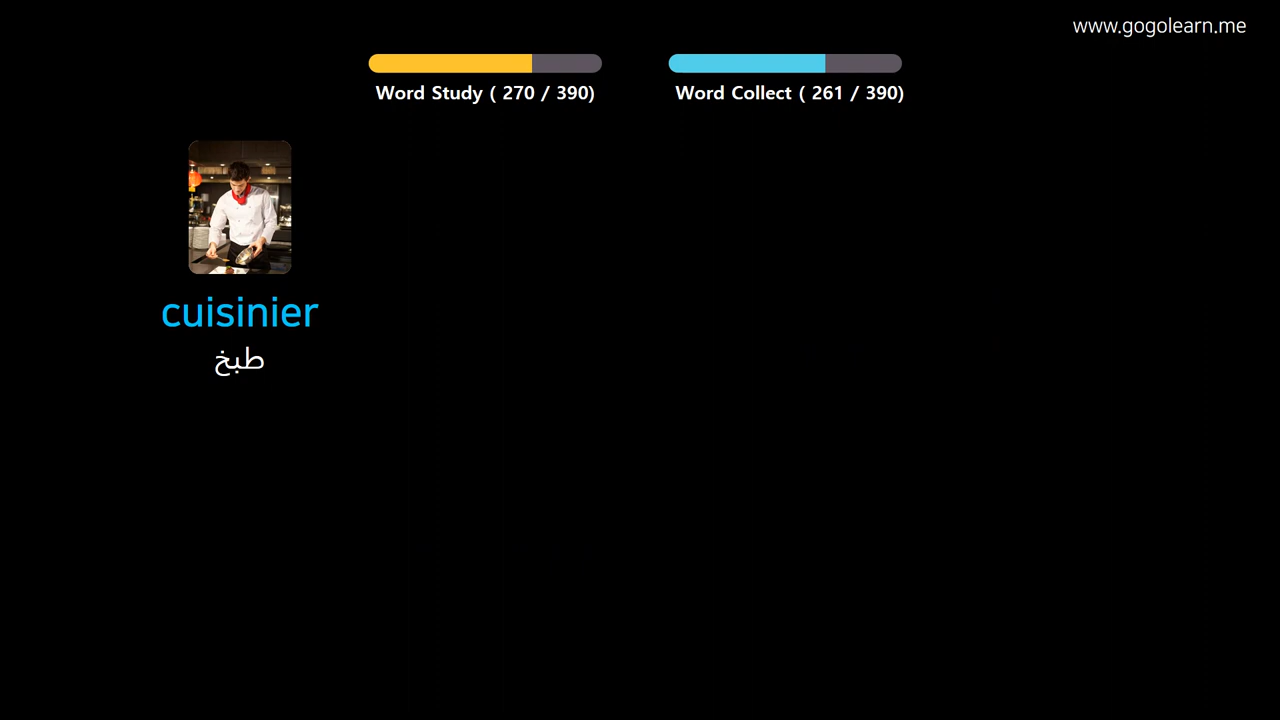 www.gogolearn.me
Word Study ( 270 / 390)
Word Collect ( 261 / 390)
cuisinier
طبخ